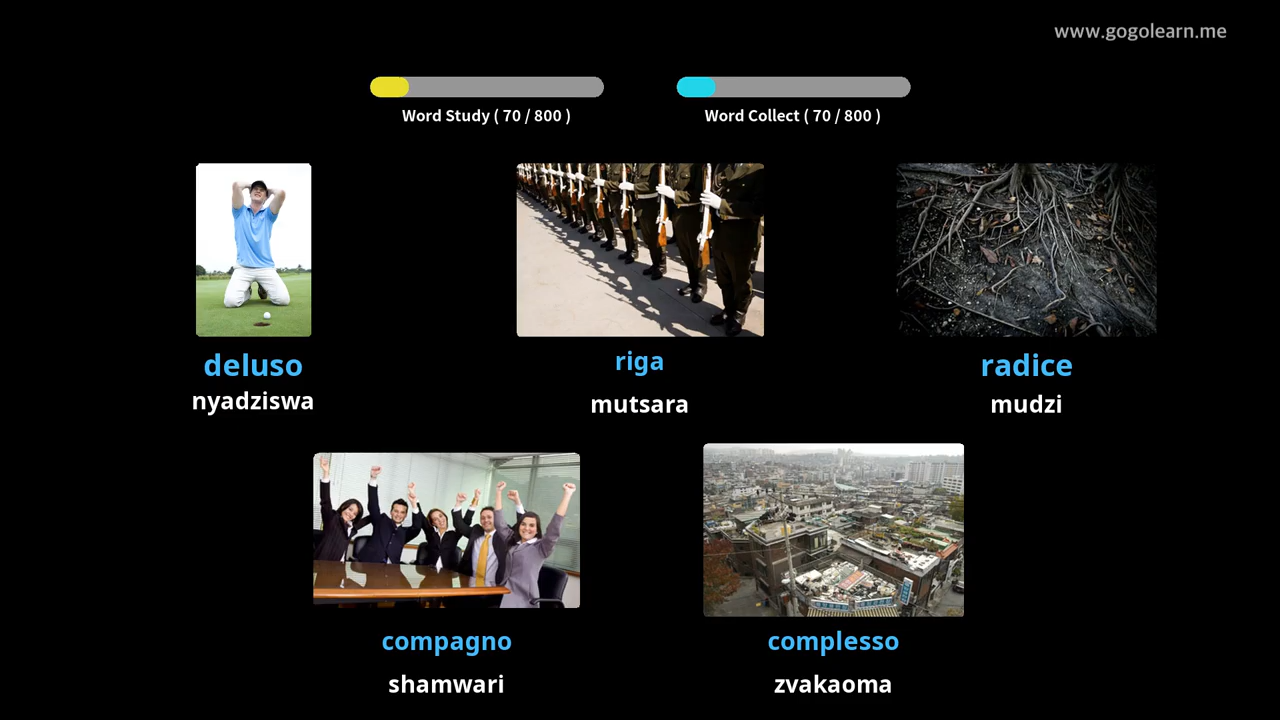 www.gogolearn.me
Word Study ( 70 / 800 )
Word Collect ( 70 / 800 )
deluso
nyadziswa
riga
mutsara
radice
mudzi
compagno
shamwari
complesso
zvakaoma